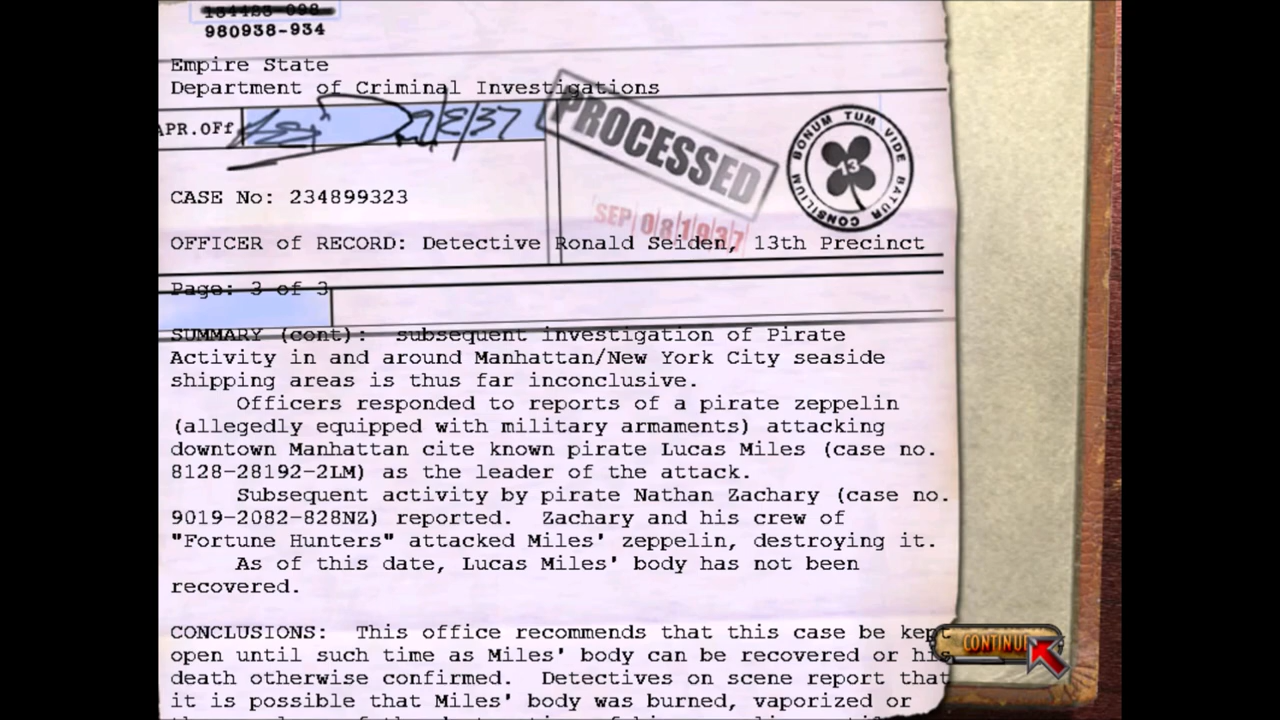 134423-098
980938-934
Empire State
Department of Criminal Investigations
APR.OFf
9/8/37
PROCESSED
SEP 08 1937
BONUM TUM VIDE BATUR CONSILIUM
13
CASE No: 234899323
OFFICER of RECORD: Detective Ronald Seiden, 13th Precinct
Page: 3 of 3
SUMMARY (cont): subsequent investigation of Pirate
Activity in and around Manhattan/New York City seaside
shipping areas is thus far inconclusive.
Officers responded to reports of a pirate zeppelin
(allegedly equipped with military armaments) attacking
downtown Manhattan cite known pirate Lucas Miles (case no.
8128-28192-2LM) as the leader of the attack.
Subsequent activity by pirate Nathan Zachary (case no.
9019-2082-828NZ) reported. Zachary and his crew of
"Fortune Hunters" attacked Miles' zeppelin, destroying it.
As of this date, Lucas Miles' body has not been
recovered.
CONCLUSIONS: This office recommends that this case be kept
open until such time as Miles' body can be recovered or his
death otherwise confirmed. Detectives on scene report that
it is possible that Miles' body was burned, vaporized or
CONTINU